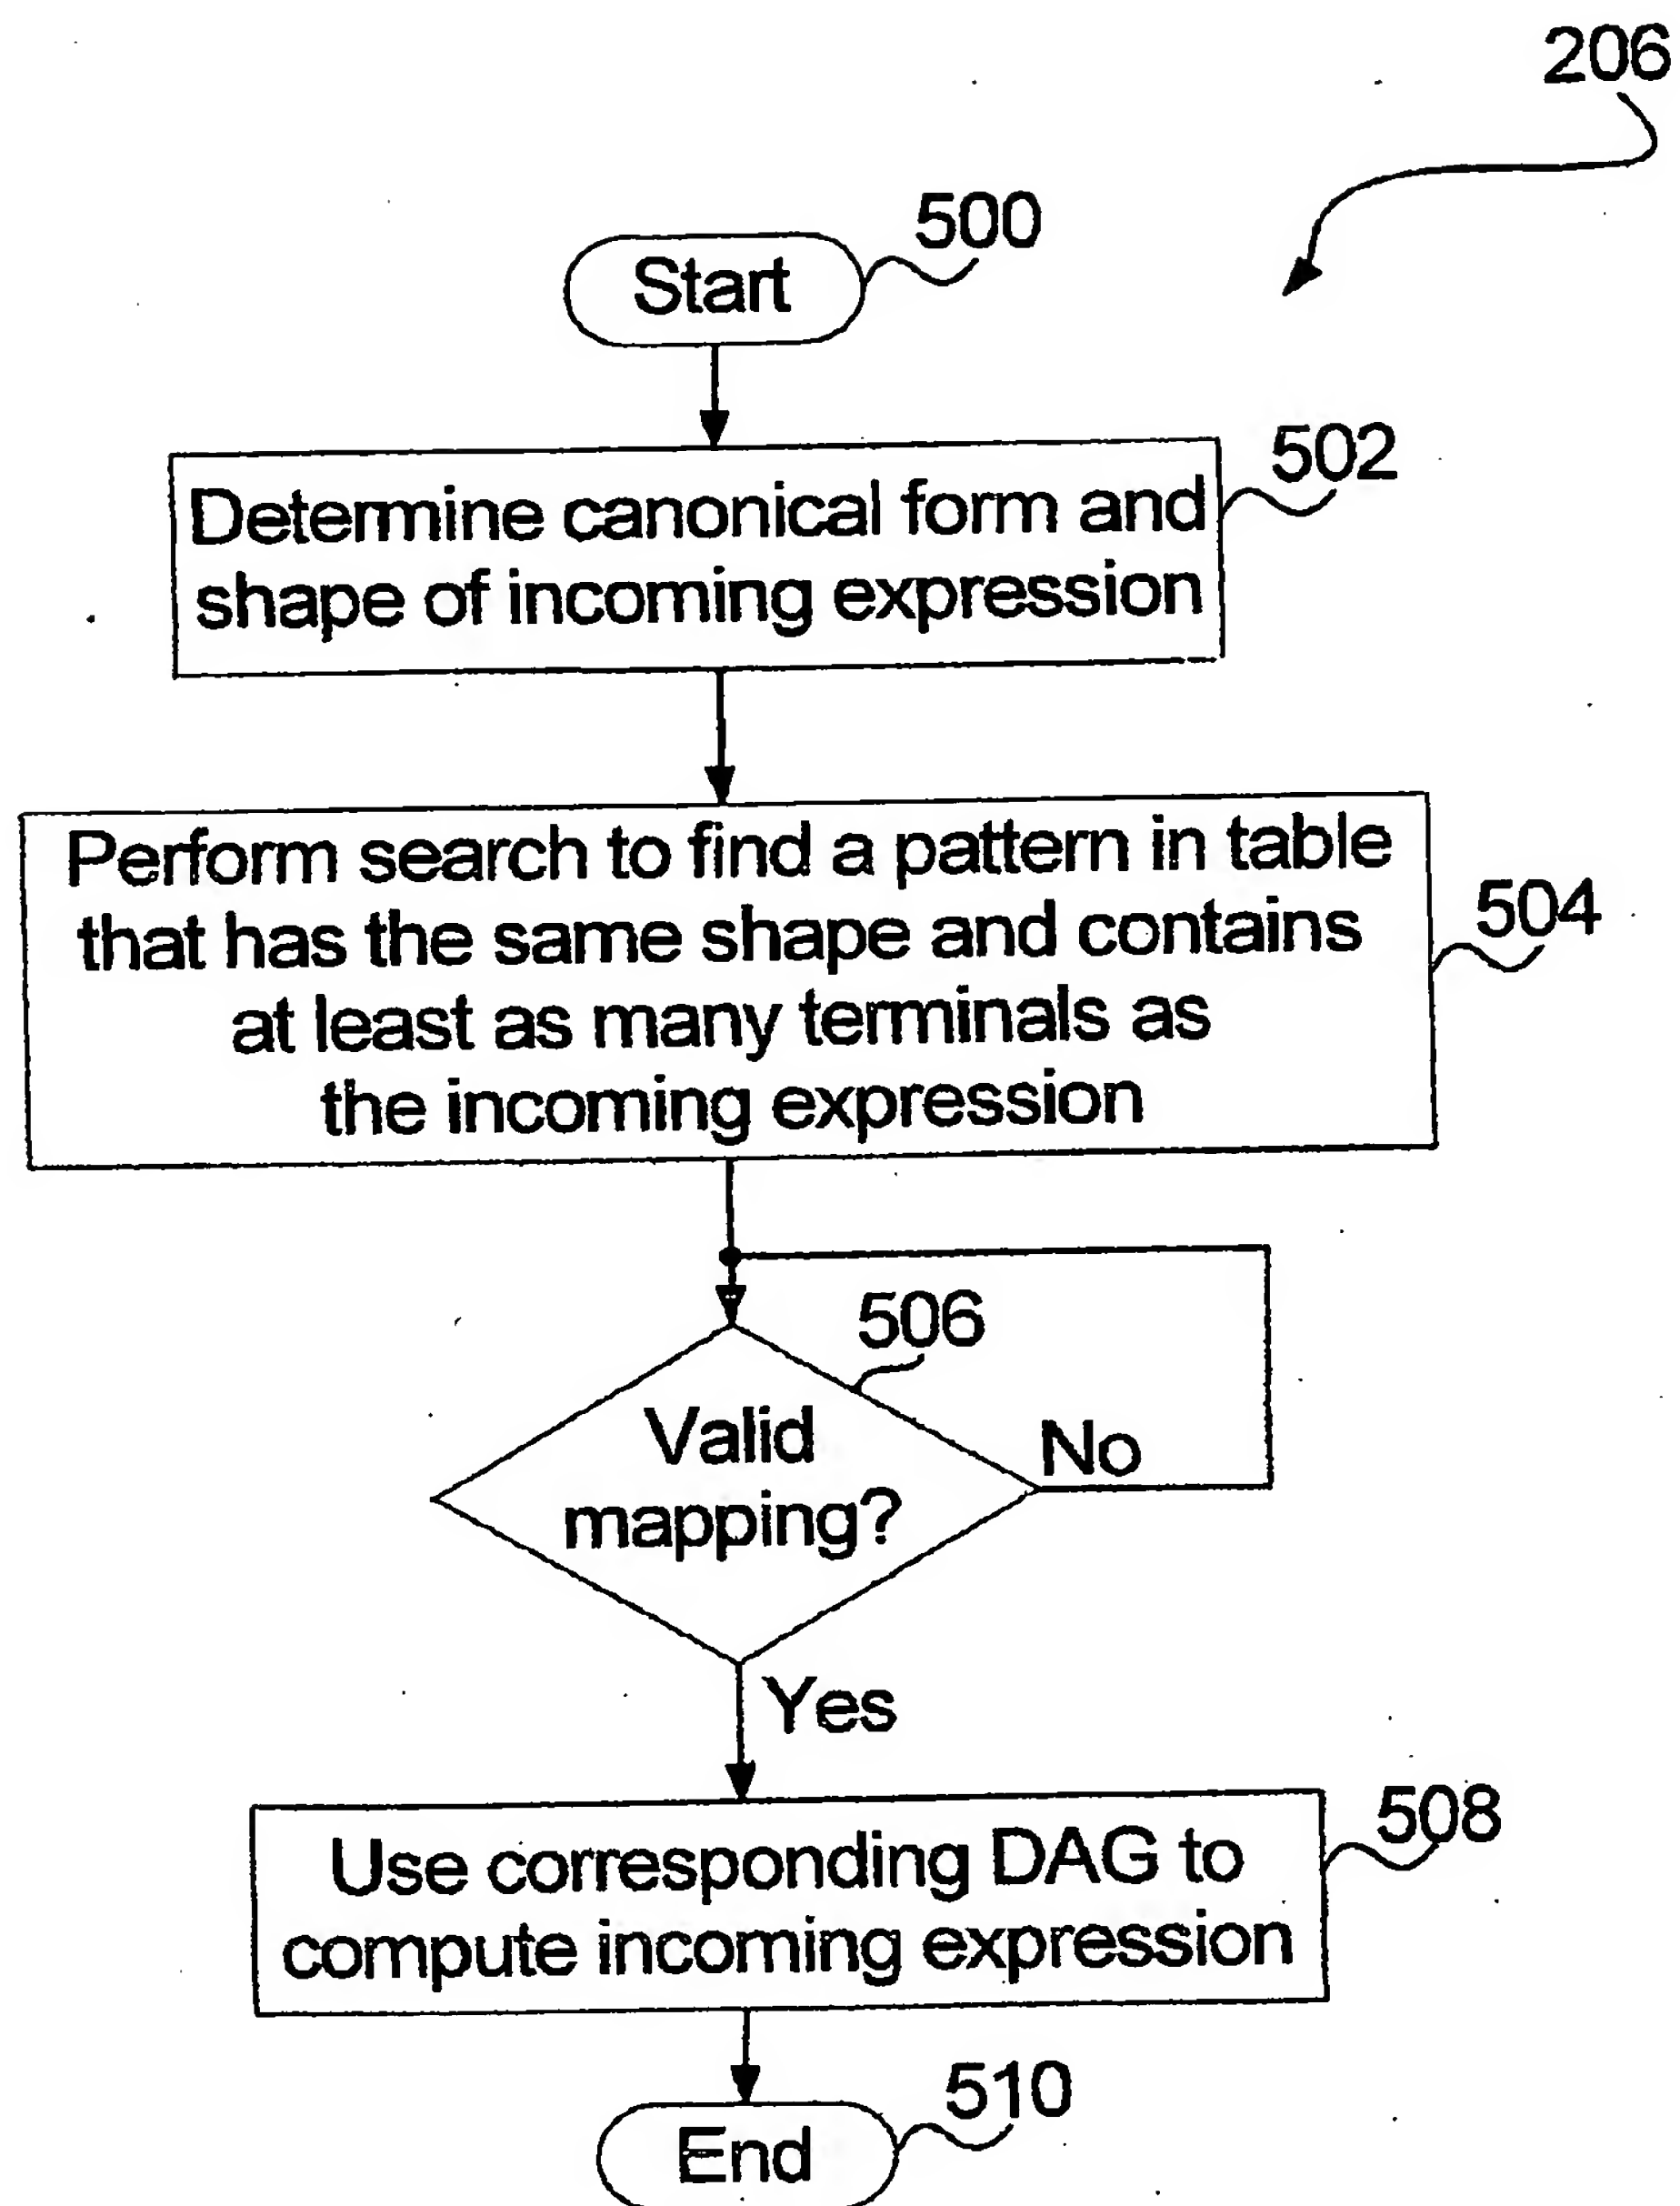 206
500
Start
502
Determine canonical form and
shape of incoming expression
Perform search to find a pattern in table
that has the same shape and contains
at least as many terminals as
the incoming expression
504
506
Valid
mapping?
No
Yes
508
Use corresponding DAG to
compute incoming expression
510
End